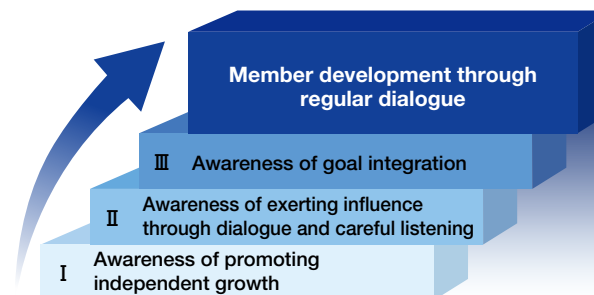 Member development through
regular dialogue
Ⅲ Awareness of goal integration
Ⅱ Awareness of exerting influence
through dialogue and careful listening
Ⅰ Awareness of promoting
independent growth